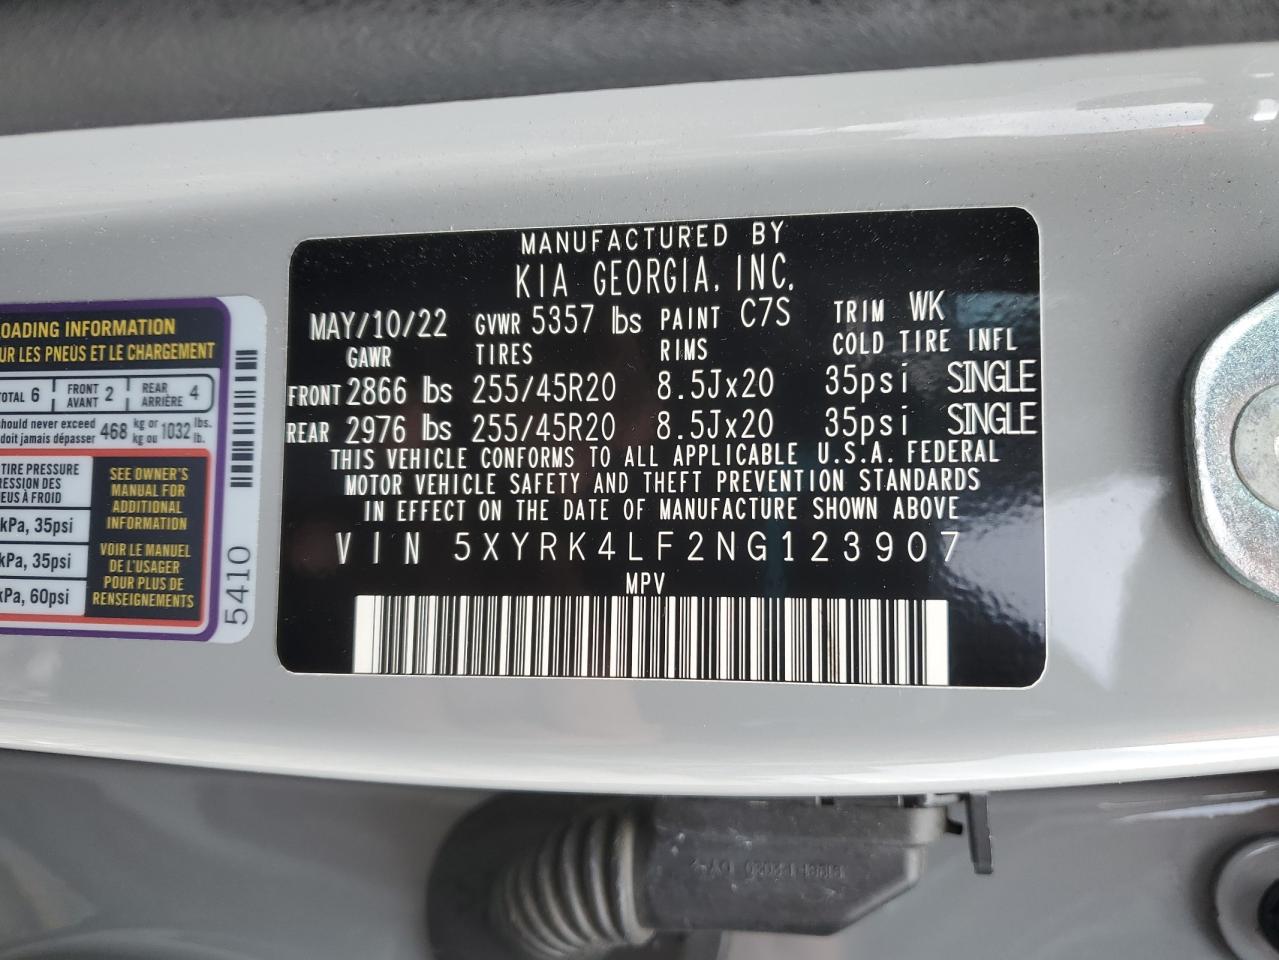 MANUFACTURED BY
KIA GEORGIA, INC.
MAY/10/22 GVWR 5357 lbs PAINT C7S TRIM WK
GAWR TIRES RIMS COLD TIRE INFL
FRONT 2866 lbs 255/45R20 8.5Jx20 35psi SINGLE
REAR 2976 lbs 255/45R20 8.5Jx20 35psi SINGLE
THIS VEHICLE CONFORMS TO ALL APPLICABLE U.S.A. FEDERAL
MOTOR VEHICLE SAFETY AND THEFT PREVENTION STANDARDS
IN EFFECT ON THE DATE OF MANUFACTURE SHOWN ABOVE
VIN 5XYRK4LF2NG123907
MPV
OADING INFORMATION
UR LES PNEUS ET LE CHARGEMENT
TOTAL 6 FRONT AVANT 2 REAR ARRIÈRE 4
hould never exceed 468 kg or 1032 lbs.
doit jamais dépasser kg ou lb.
TIRE PRESSURE
RESSION DES
EUS À FROID
kPa, 35psi
kPa, 35psi
kPa, 60psi
SEE OWNER'S
MANUAL FOR
ADDITIONAL
INFORMATION
VOIR LE MANUEL
DE L'USAGER
POUR PLUS DE
RENSEIGNEMENTS
5410